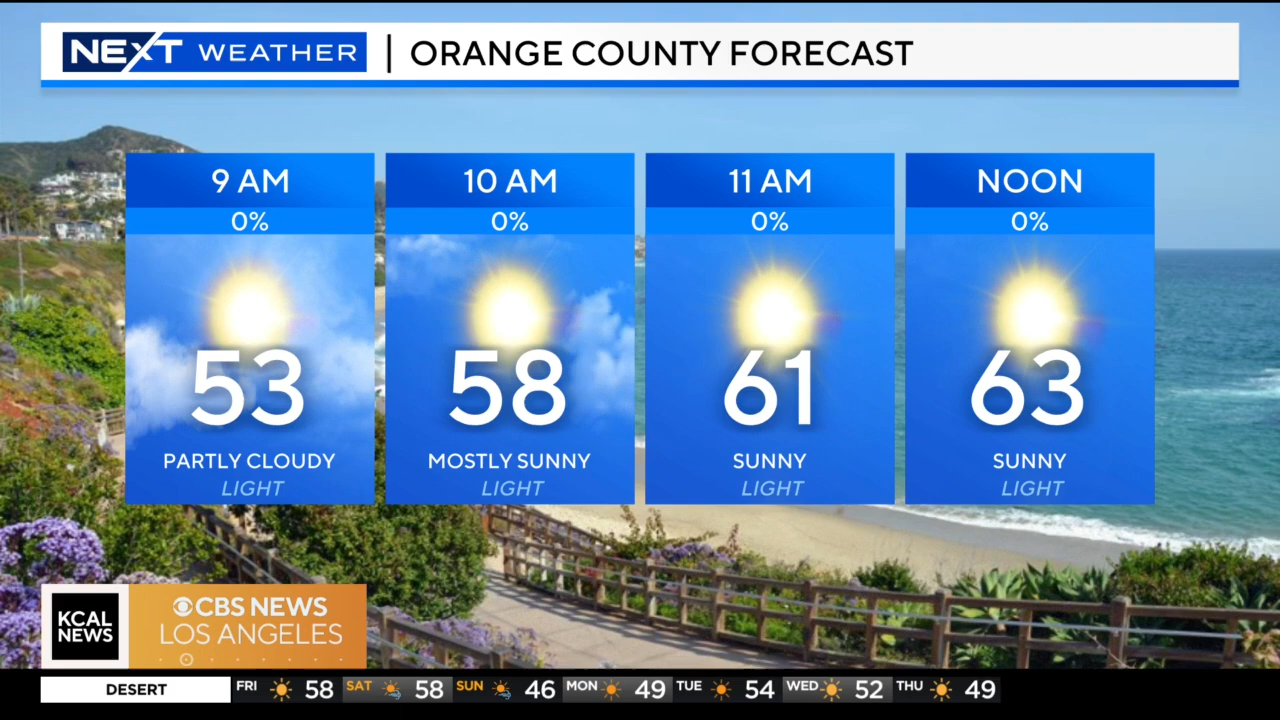 NEXT WEATHER | ORANGE COUNTY FORECAST
9 AM
0%
53
PARTLY CLOUDY
LIGHT
10 AM
0%
58
MOSTLY SUNNY
LIGHT
11 AM
0%
61
SUNNY
LIGHT
NOON
0%
63
SUNNY
LIGHT
KCAL
NEWS
CBS NEWS
LOS ANGELES
DESERT FRI 58 SAT 58 SUN 46 MON 49 TUE 54 WED 52 THU 49